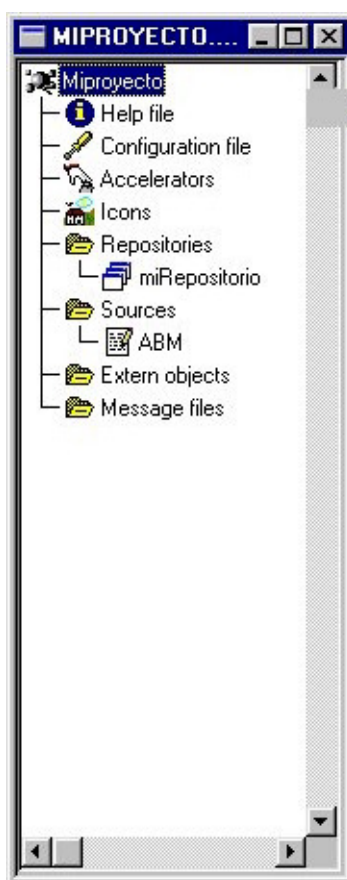 MIPROYECTO....
Miproyecto
Help file
Configuration file
Accelerators
Icons
Repositories
miRepositorio
Sources
ABM
Extern objects
Message files